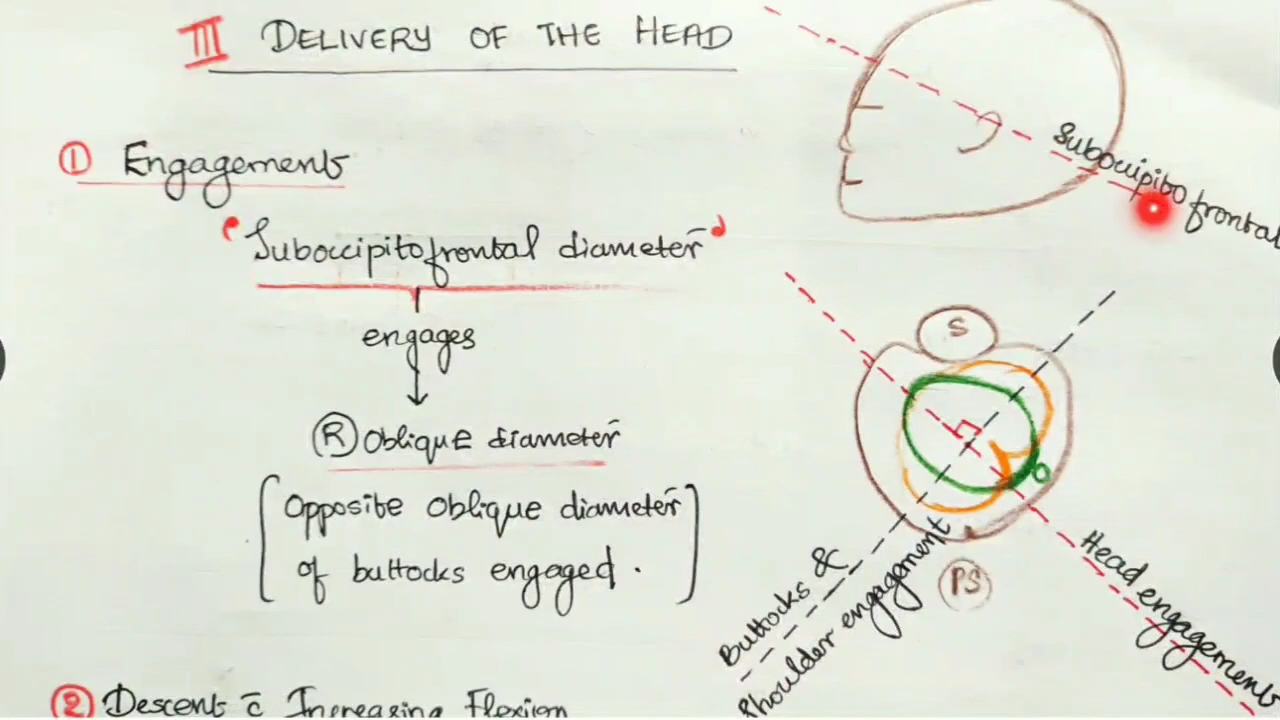 III DELIVERY OF THE HEAD
① Engagement
"Suboccipitofrontal diameter"
engages
Ⓡ Oblique diameter
[Opposite oblique diameter
of buttocks engaged.]
② Descent c̄ Increasing Flexion
Suboccipitofrontal
S
O
PS
Buttocks &
Shoulder engagement
Head engagement